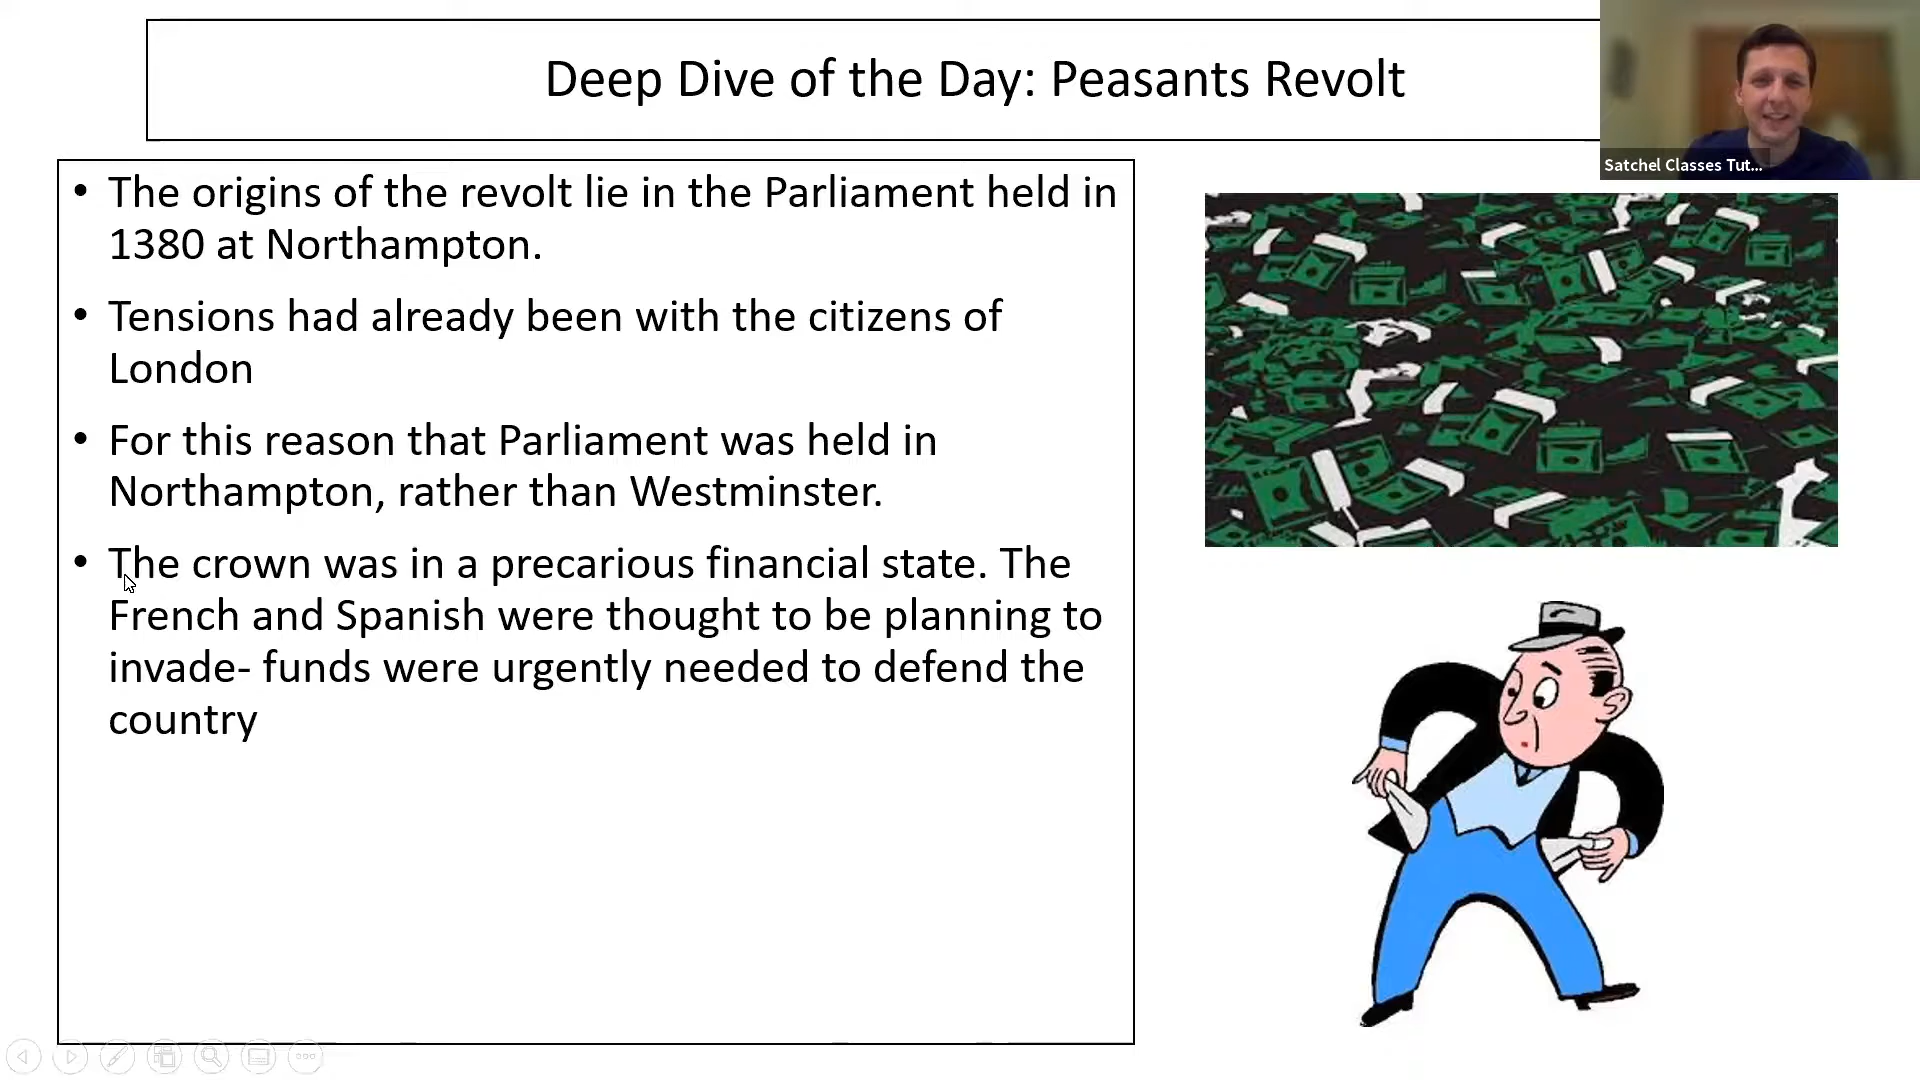 Deep Dive of the Day: Peasants Revolt
Satchel Classes Tut...
• The origins of the revolt lie in the Parliament held in
1380 at Northampton.
• Tensions had already been with the citizens of
London
• For this reason that Parliament was held in
Northampton, rather than Westminster.
• The crown was in a precarious financial state. The
French and Spanish were thought to be planning to
invade- funds were urgently needed to defend the
country